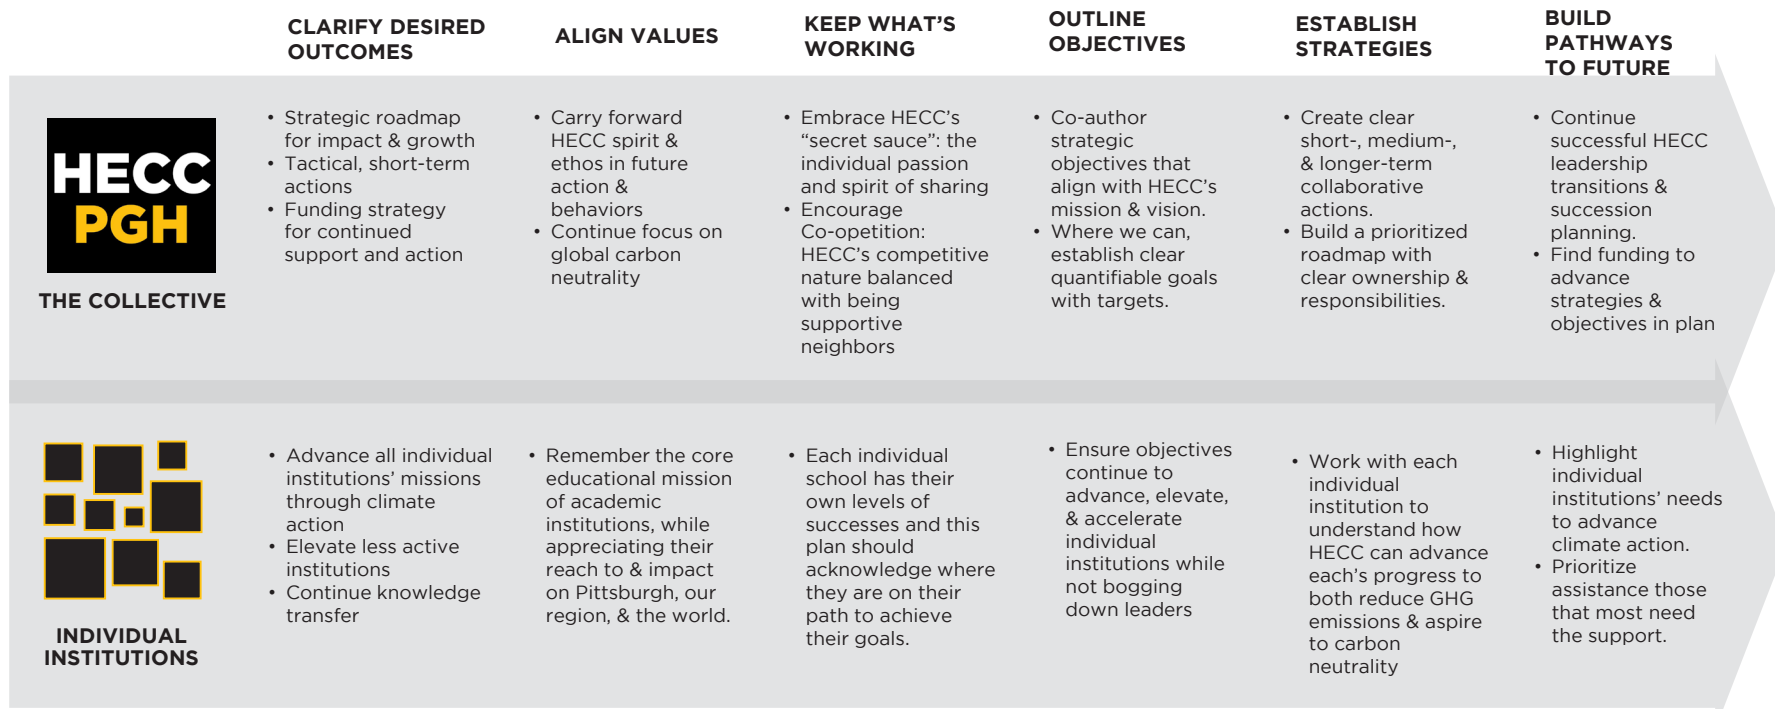 CLARIFY DESIRED
OUTCOMES
ALIGN VALUES
KEEP WHAT'S
WORKING
OUTLINE
OBJECTIVES
ESTABLISH
STRATEGIES
BUILD
PATHWAYS
TO FUTURE
HECC
PGH
THE COLLECTIVE
• Strategic roadmap
for impact & growth
• Tactical, short-term
actions
• Funding strategy
for continued
support and action
• Carry forward
HECC spirit &
ethos in future
action &
behaviors
• Continue focus on
global carbon
neutrality
• Embrace HECC's
“secret sauce”: the
individual passion
and spirit of sharing
• Encourage
Co-opetition:
HECC's competitive
nature balanced
with being
supportive
neighbors
• Co-author
strategic
objectives that
align with HECC's
mission & vision.
• Where we can,
establish clear
quantifiable goals
with targets.
• Create clear
short-, medium-,
& longer-term
collaborative
actions.
• Build a prioritized
roadmap with
clear ownership &
responsibilities.
• Continue
successful HECC
leadership
transitions &
succession
planning.
• Find funding to
advance
strategies &
objectives in plan
INDIVIDUAL
INSTITUTIONS
• Advance all individual
institutions' missions
through climate
action
• Elevate less active
institutions
• Continue knowledge
transfer
• Remember the core
educational mission
of academic
institutions, while
appreciating their
reach to & impact
on Pittsburgh, our
region, & the world.
• Each individual
school has their
own levels of
successes and this
plan should
acknowledge where
they are on their
path to achieve
their goals.
• Ensure objectives
continue to
advance, elevate,
& accelerate
individual
institutions while
not bogging
down leaders
• Work with each
individual
institution to
understand how
HECC can advance
each's progress to
both reduce GHG
emissions & aspire
to carbon
neutrality
• Highlight
individual
institutions' needs
to advance
climate action.
• Prioritize
assistance those
that most need
the support.